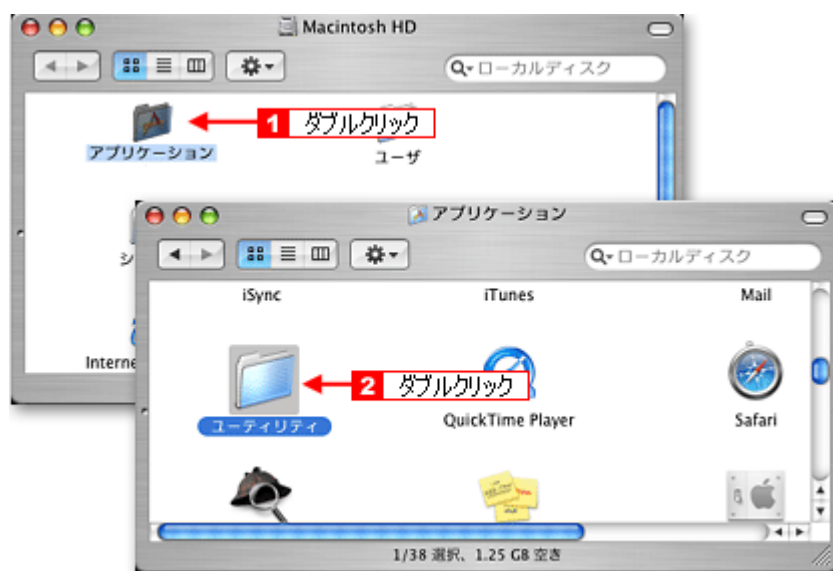 Macintosh HD
ローカルディスク
1 ダブルクリック
アプリケーション
ユーザ
アプリケーション
ローカルディスク
iSync
iTunes
Mail
2 ダブルクリック
ユーティリティ
QuickTime Player
Safari
1/38 選択、1.25 GB 空き